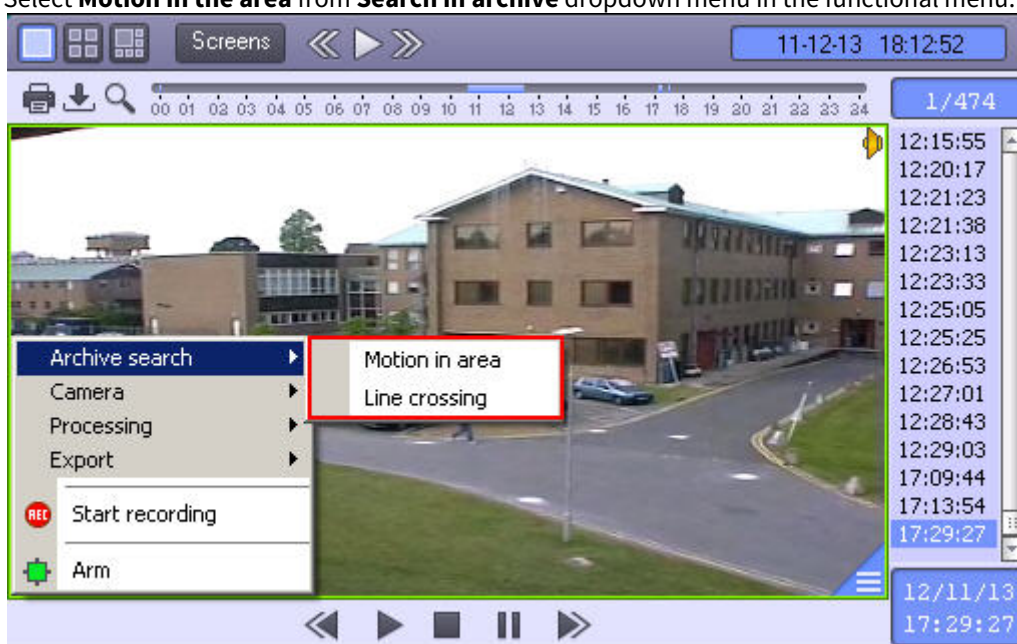 Select Motion in the area from Search in archive dropdown menu in the functional menu.
Screens
11-12-13 18:12:52
00 01 02 03 04 05 06 07 08 09 10 11 12 13 14 15 16 17 18 19 20 21 22 23 24
1/474
12:15:55
12:20:17
12:21:23
12:21:38
12:23:13
12:23:33
12:25:05
12:25:25
12:26:53
12:27:01
12:28:43
12:29:03
17:09:44
17:13:54
17:29:27
Archive search
Camera
Processing
Export
REC Start recording
Arm
Motion in area
Line crossing
12/11/13
17:29:27